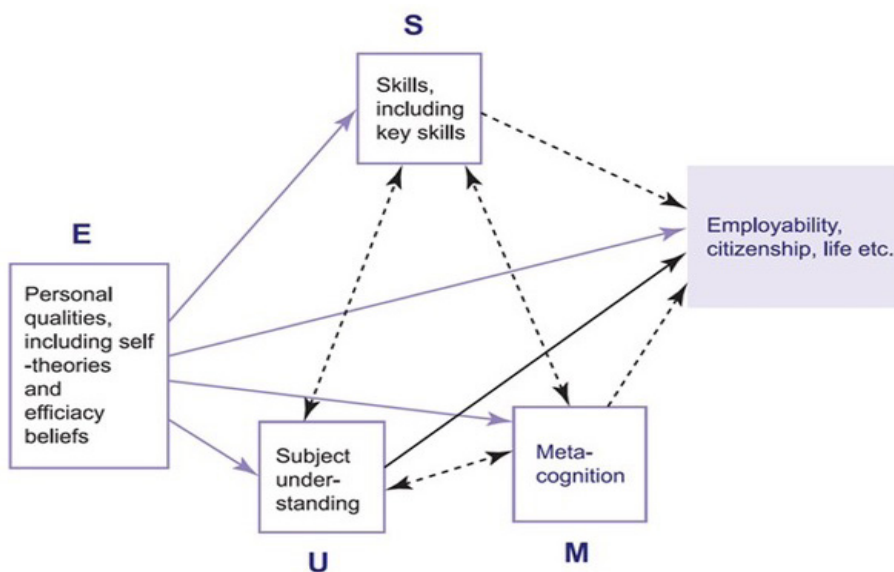 S
Skills,
including
key skills
E
Personal
qualities,
including self
-theories
and
efficiacy
beliefs
Employability,
citizenship, life etc.
Subject
under-
standing
U
Meta-
cognition
M